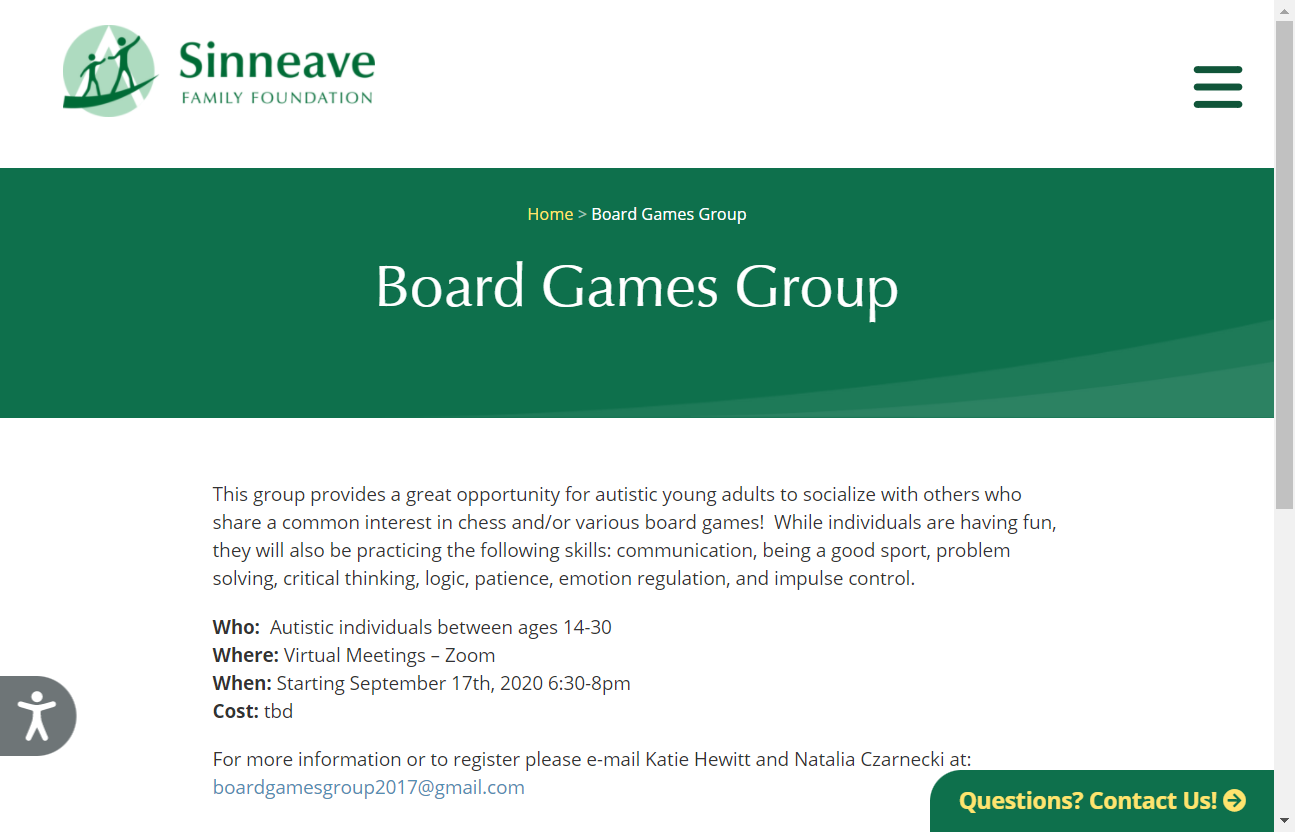 Sinneave
FAMILY FOUNDATION
Home > Board Games Group
Board Games Group
This group provides a great opportunity for autistic young adults to socialize with others who
share a common interest in chess and/or various board games!  While individuals are having fun,
they will also be practicing the following skills: communication, being a good sport, problem
solving, critical thinking, logic, patience, emotion regulation, and impulse control.
Who:  Autistic individuals between ages 14-30
Where: Virtual Meetings – Zoom
When: Starting September 17th, 2020 6:30-8pm
Cost: tbd
For more information or to register please e-mail Katie Hewitt and Natalia Czarnecki at:
boardgamesgroup2017@gmail.com
Questions? Contact Us!